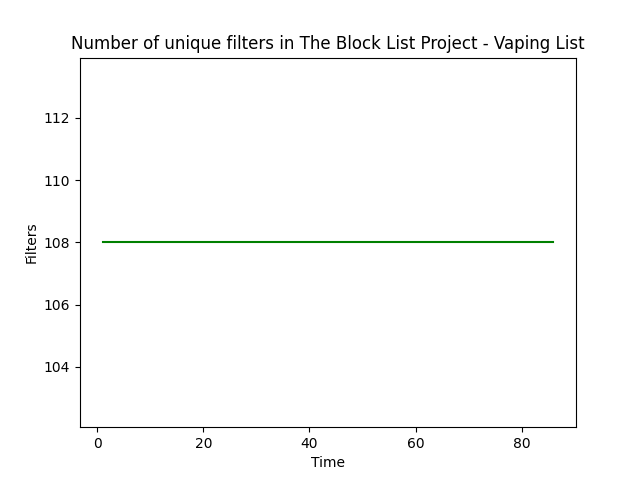 Number of unique filters in The Block List Project - Vaping List
112
110
108
106
104
Filters
0 20 40 60 80
Time